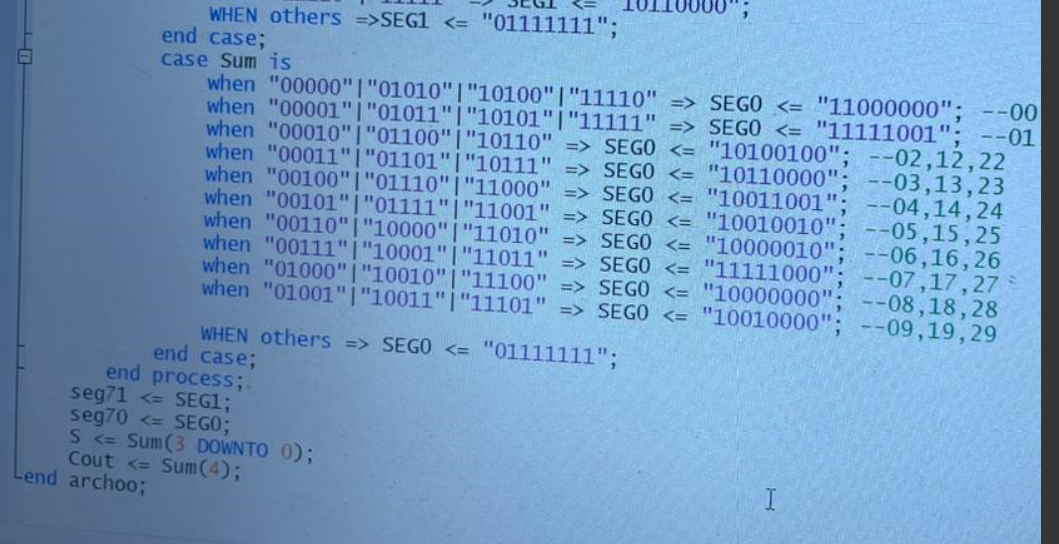 => SEG1 <= "10110000";
WHEN others =>SEG1 <= "01111111";
end case;
case Sum is
when "00000"|"01010"|"10100"|"11110" => SEG0 <= "11000000"; --00
when "00001"|"01011"|"10101"|"11111" => SEG0 <= "11111001"; --01
when "00010"|"01100"|"10110" => SEG0 <= "10100100"; --02,12,22
when "00011"|"01101"|"10111" => SEG0 <= "10110000"; --03,13,23
when "00100"|"01110"|"11000" => SEG0 <= "10011001"; --04,14,24
when "00101"|"01111"|"11001" => SEG0 <= "10010010"; --05,15,25
when "00110"|"10000"|"11010" => SEG0 <= "10000010"; --06,16,26
when "00111"|"10001"|"11011" => SEG0 <= "11111000"; --07,17,27
when "01000"|"10010"|"11100" => SEG0 <= "10000000"; --08,18,28
when "01001"|"10011"|"11101" => SEG0 <= "10010000"; --09,19,29
WHEN others => SEG0 <= "01111111";
end case;
end process;
seg71 <= SEG1;
seg70 <= SEG0;
S <= Sum(3 DOWNTO 0);
Cout <= Sum(4);
end archoo;